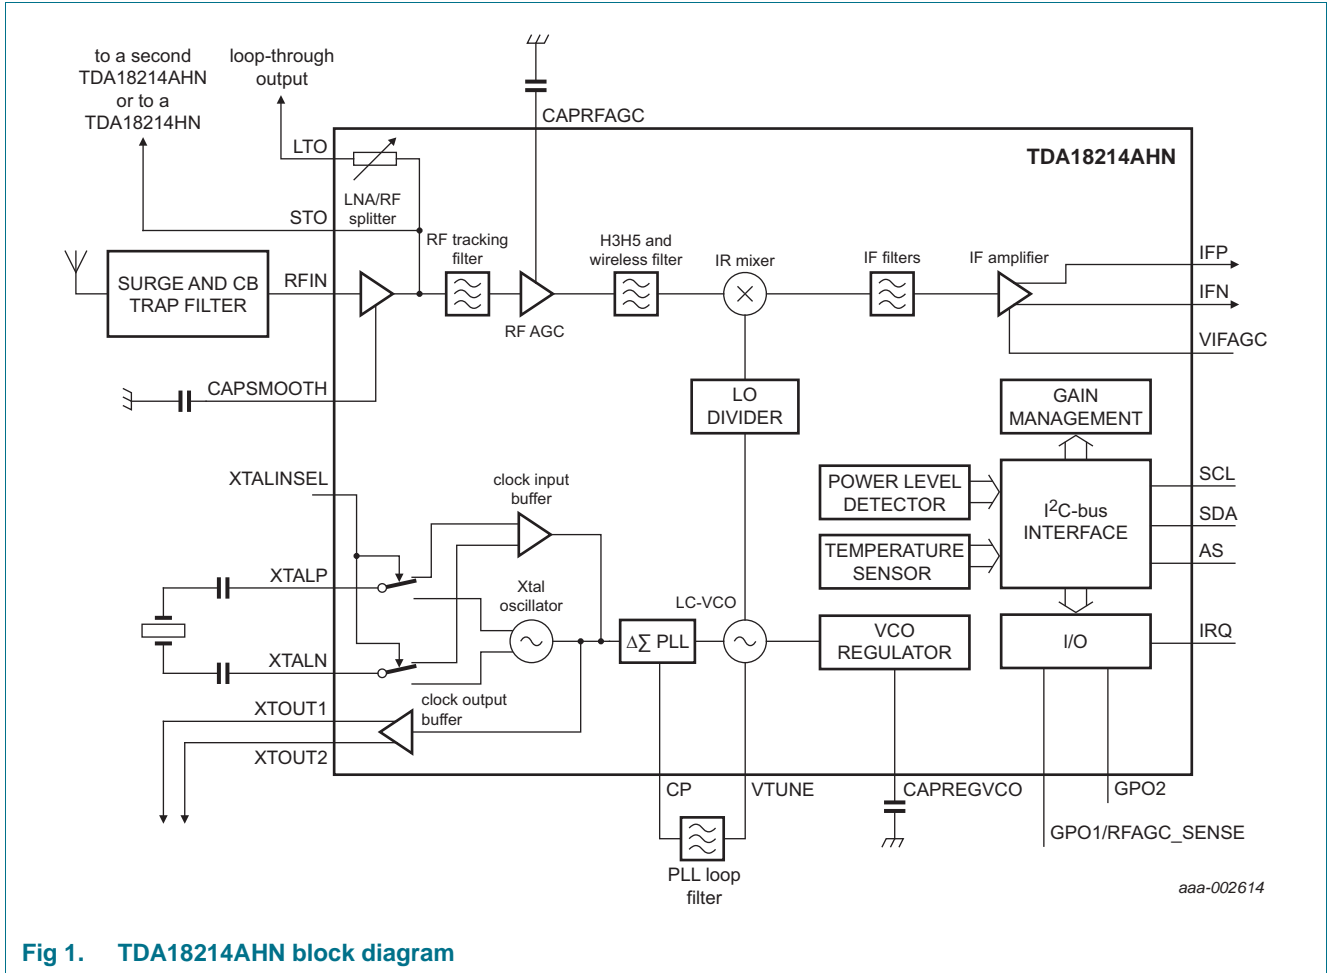 to a second
TDA18214AHN
or to a
TDA18214HN
loop-through
output
CAPRFAGC
TDA18214AHN
LTO
LNA/RF
splitter
STO
RF tracking
filter
H3H5 and
wireless filter
IR mixer
IF filters
IF amplifier
IFP
SURGE AND CB
TRAP FILTER
RFIN
IFN
RF AGC
VIFAGC
CAPSMOOTH
LO
DIVIDER
GAIN
MANAGEMENT
XTALINSEL
clock input
buffer
POWER LEVEL
DETECTOR
I2C-bus
INTERFACE
SCL
SDA
AS
TEMPERATURE
SENSOR
XTALP
Xtal
oscillator
LC-VCO
ΔΣ PLL
VCO
REGULATOR
I/O
IRQ
XTALN
XTOUT1
clock output
buffer
XTOUT2
CP
VTUNE
CAPREGVCO
GPO2
GPO1/RFAGC_SENSE
PLL loop
filter
aaa-002614
Fig 1. TDA18214AHN block diagram